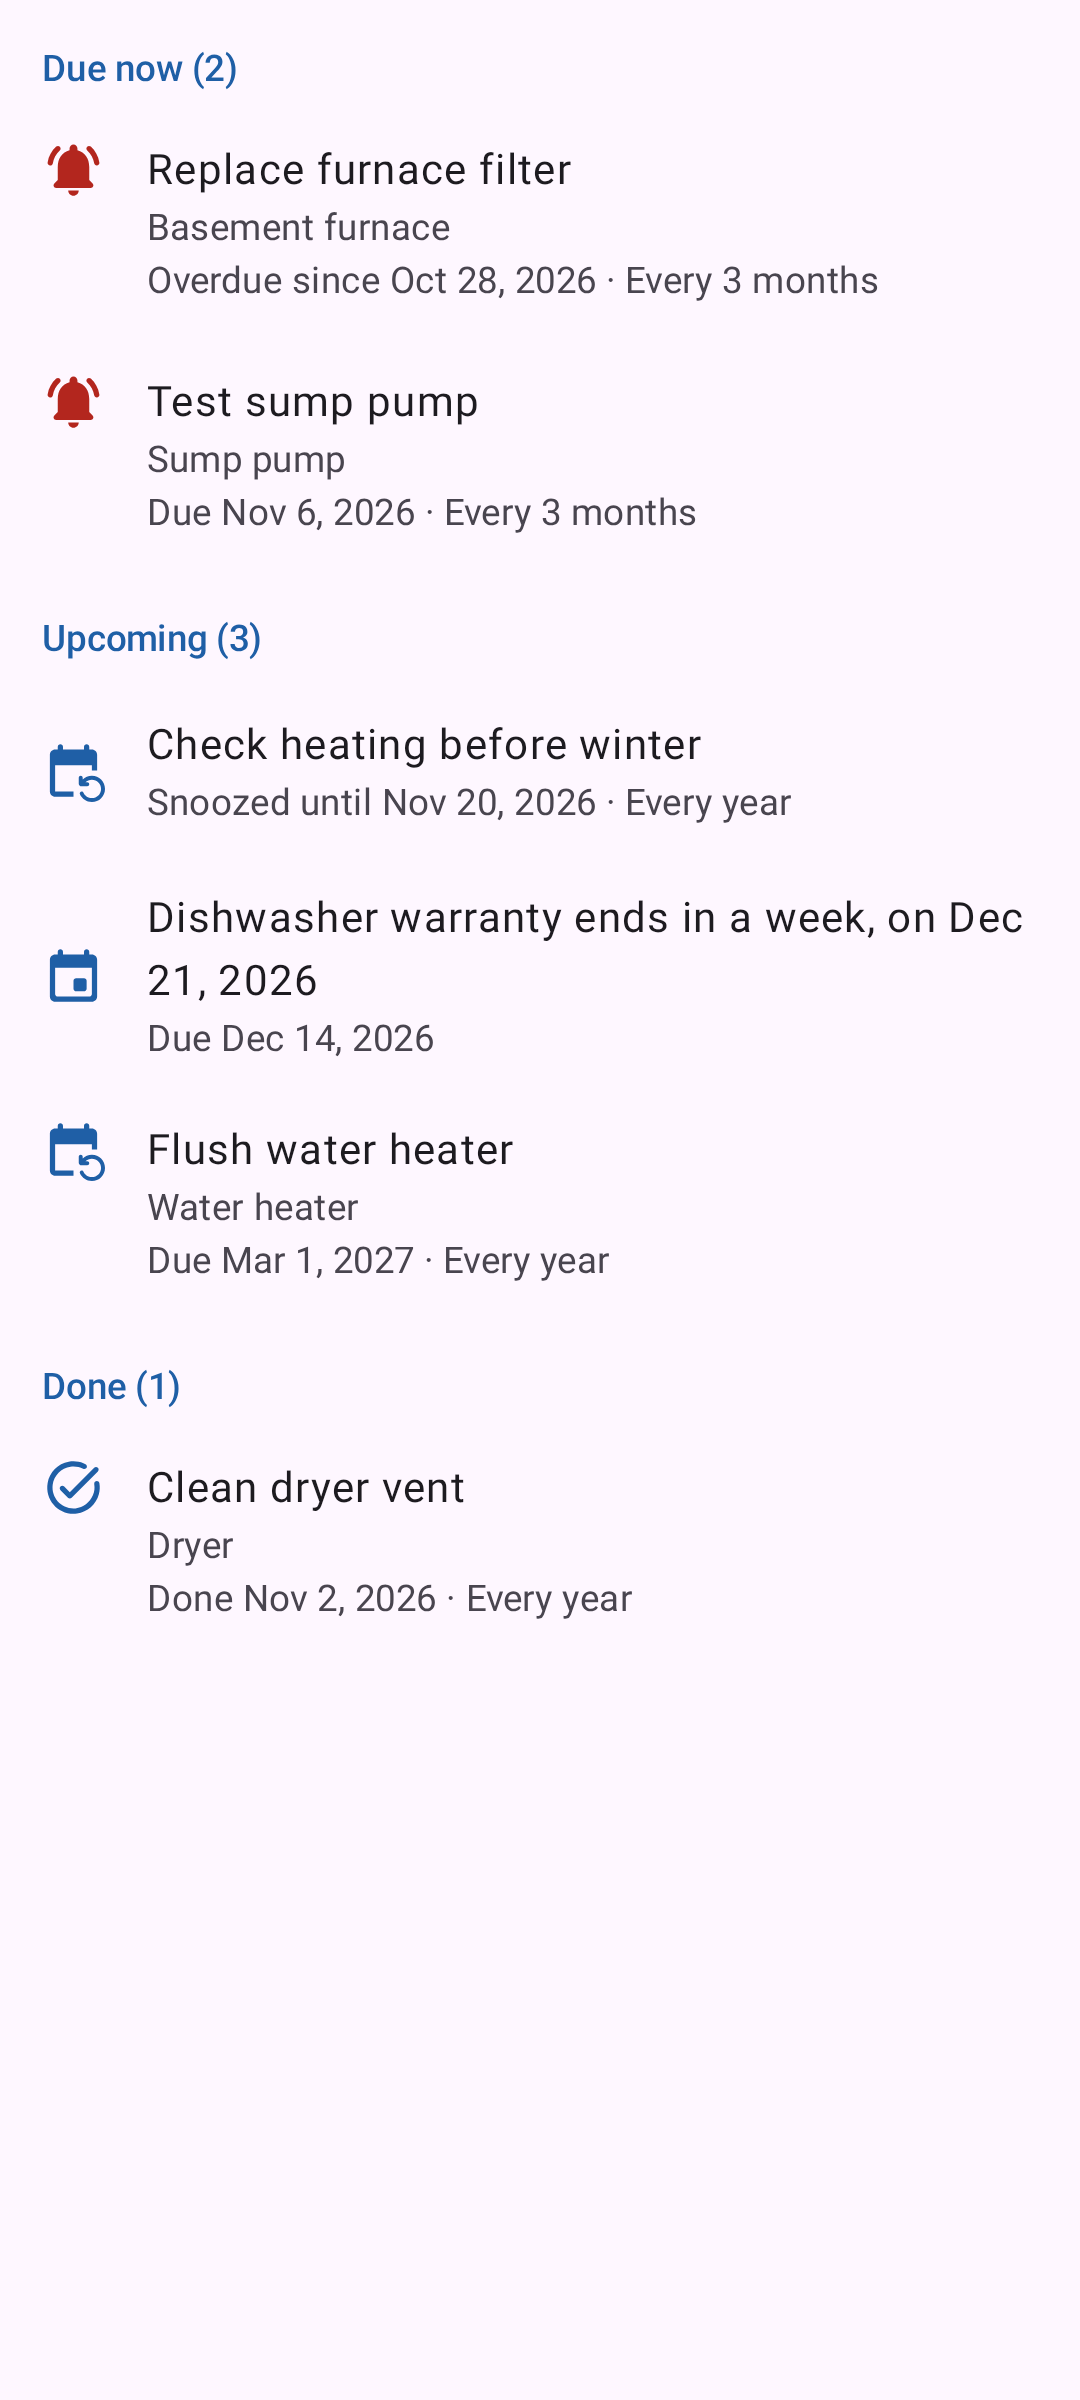 Due now (2)
Replace furnace filter
Basement furnace
Overdue since Oct 28, 2026 · Every 3 months
Test sump pump
Sump pump
Due Nov 6, 2026 · Every 3 months
Upcoming (3)
Check heating before winter
Snoozed until Nov 20, 2026 · Every year
Dishwasher warranty ends in a week, on Dec
21, 2026
Due Dec 14, 2026
Flush water heater
Water heater
Due Mar 1, 2027 · Every year
Done (1)
Clean dryer vent
Dryer
Done Nov 2, 2026 · Every year